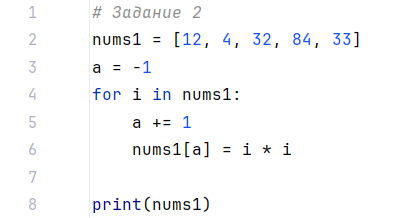 1 # Задание 2
2 nums1 = [12, 4, 32, 84, 33]
3 a = -1
4 for i in nums1:
5     a += 1
6     nums1[a] = i * i
7
8 print(nums1)